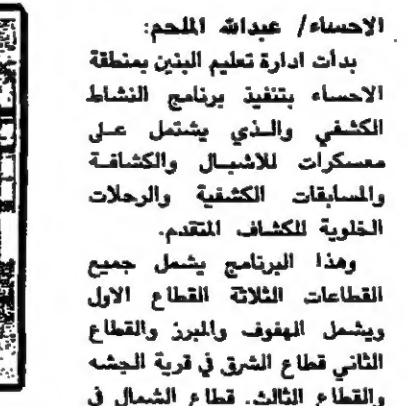 الاحساء/ عبدالله الملحم:
بدأت ادارة تعليم البنين بمنطقة
الاحساء بتنفيذ برنامج النشاط
الكشفي والذي يشتمل على
معسكرات للاشبال والكشافة
والمسابقات الكشفية والرحلات
الخلوية للكشاف المتقدم.
وهذا البرنامج يشمل جميع
القطاعات الثلاثة القطاع الاول
ويشمل الهفوف والمبرز والقطاع
الثاني قطاع الشرق في قرية الجشه
والقطاع الثالث. قطاع الشمال في